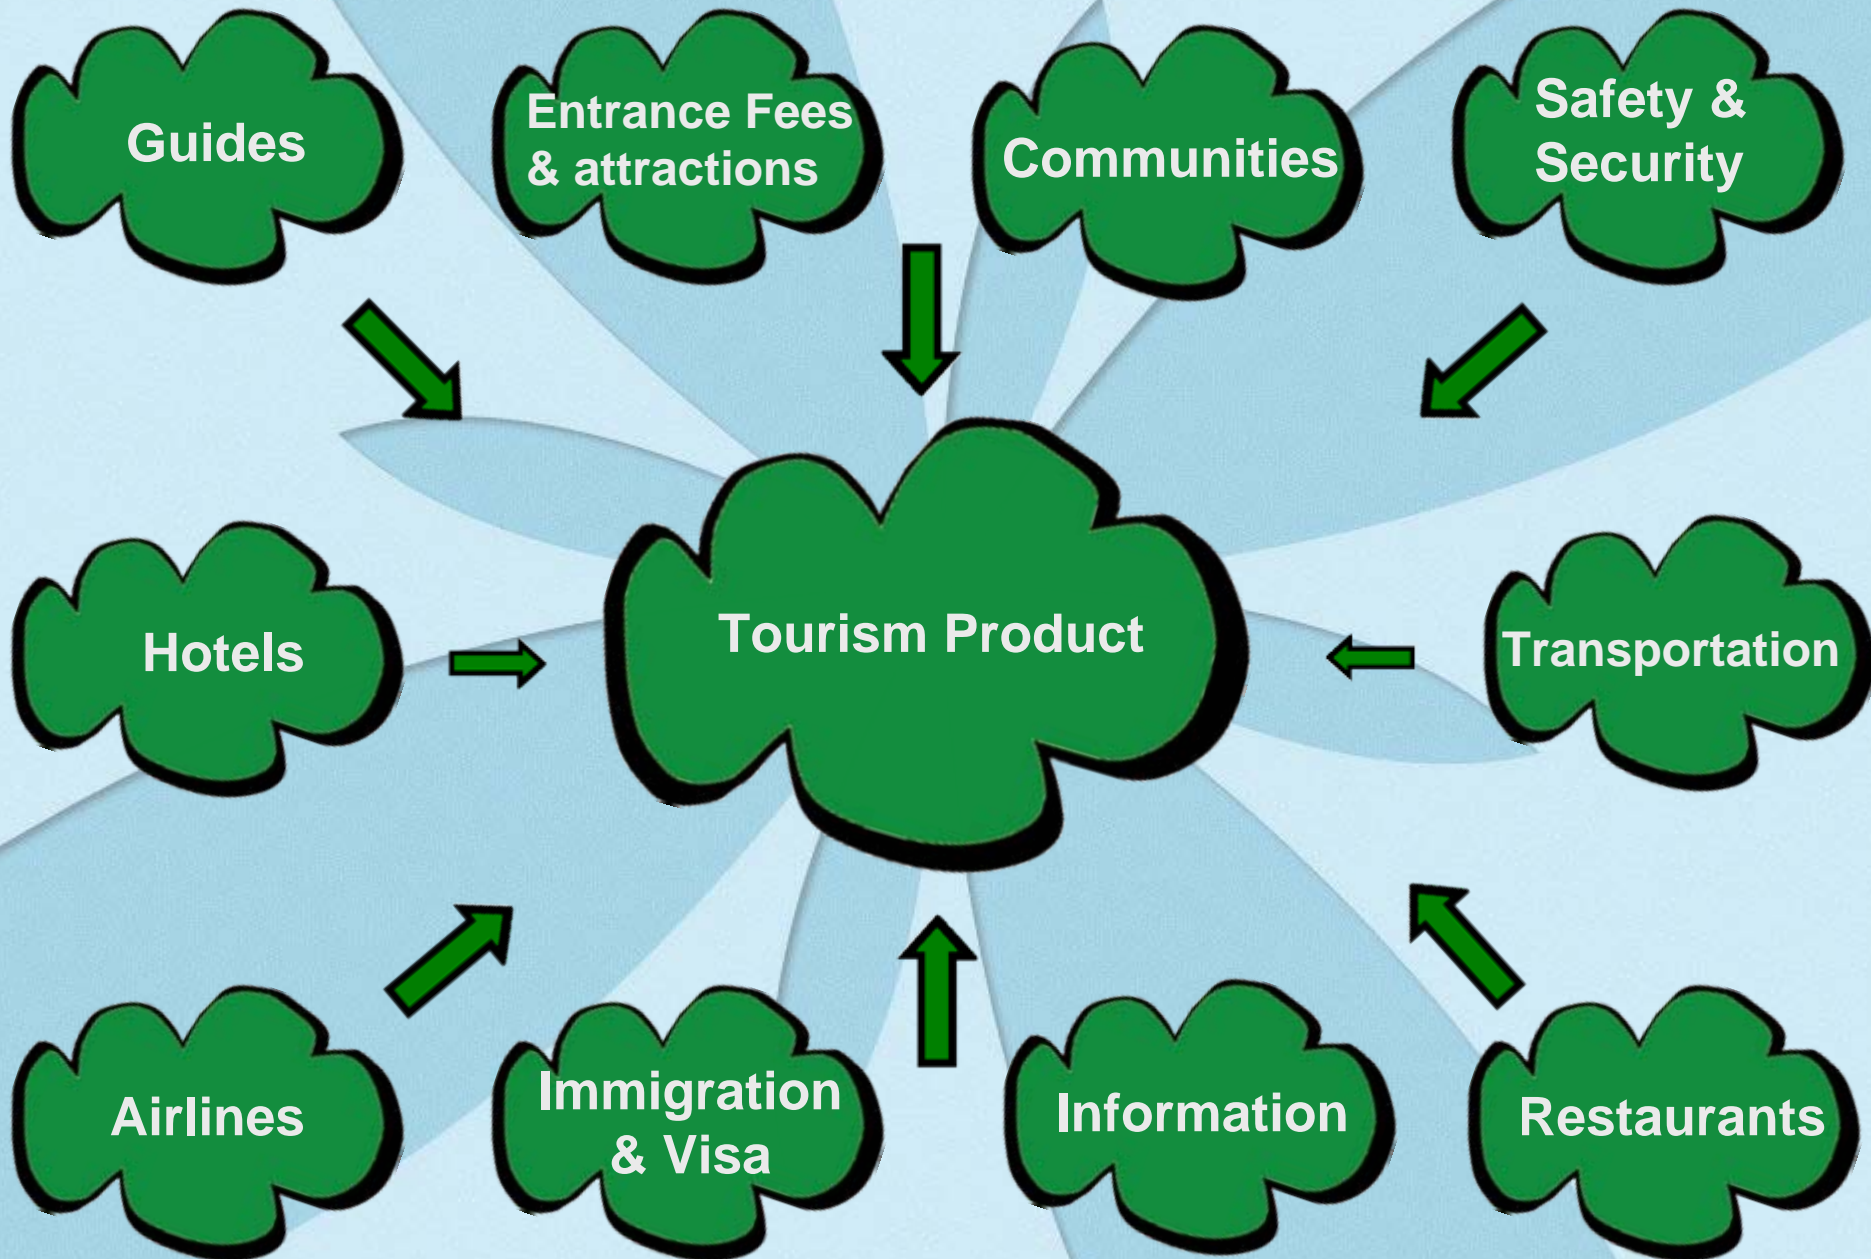 Guides
Entrance Fees
& attractions
Communities
Safety &
Security
Hotels
Tourism Product
Transportation
Airlines
Immigration
& Visa
Information
Restaurants